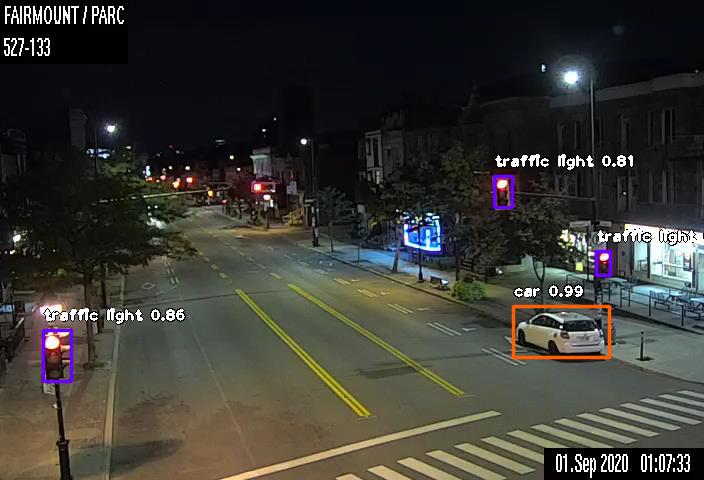 FAIRMOUNT / PARC
527-133
traffic light 0.81
traffic light
car 0.99
traffic light 0.86
01.Sep 2020 01:07:33